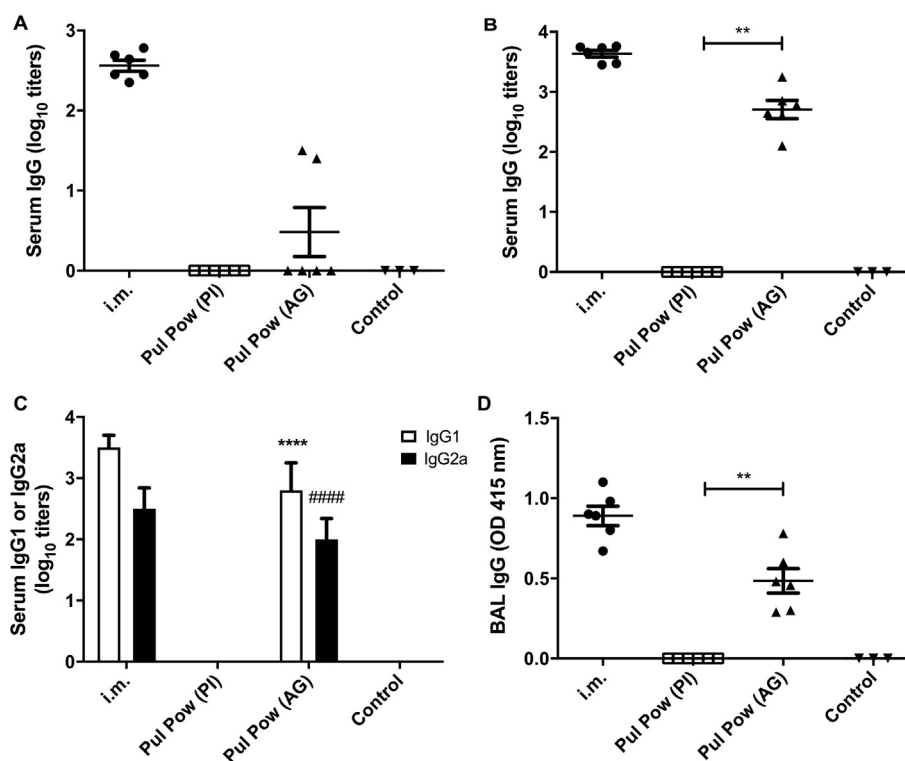 A
Serum IgG (log10 titers)
3
2
1
0
i.m.
Pul Pow (PI)
Pul Pow (AG)
Control
B
Serum IgG (log10 titers)
4
3
2
1
0
**
i.m.
Pul Pow (PI)
Pul Pow (AG)
Control
C
Serum IgG1 or IgG2a
(log10 titers)
4
3
2
1
0
****
####
IgG1
IgG2a
i.m.
Pul Pow (PI)
Pul Pow (AG)
Control
D
BAL IgG (OD 415 nm)
1.5
1.0
0.5
0.0
**
i.m.
Pul Pow (PI)
Pul Pow (AG)
Control